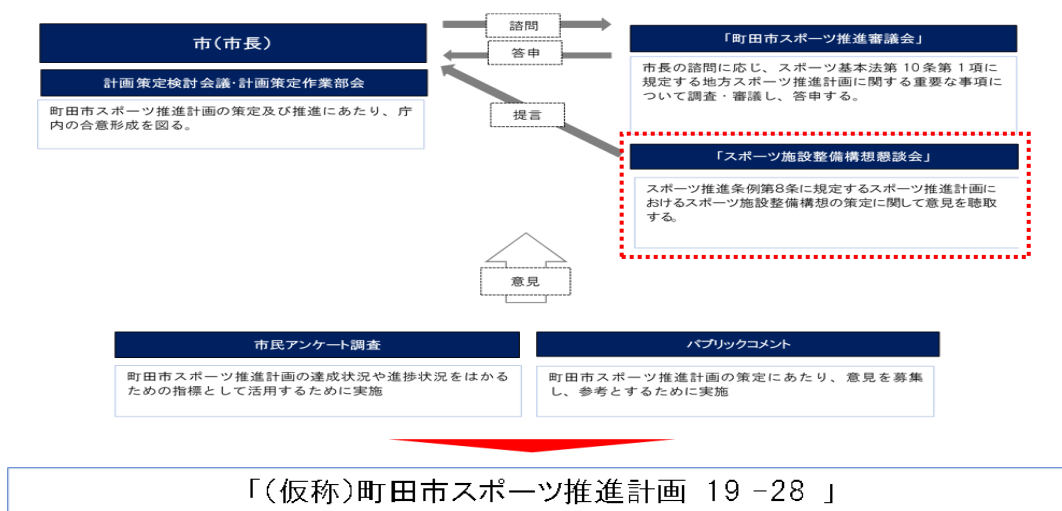 諮問
市(市長)
「町田市スポーツ推進審議会」
答申
計画策定検討会議・計画策定作業部会
市長の諮問に応じ、スポーツ基本法第 10 条第 1 項に
規定する地方スポーツ推進計画に関する重要な事項に
ついて調査・審議し、答申する。
町田市スポーツ推進計画の策定及び推進にあたり、庁
内の合意形成を図る。
提言
「スポーツ施設整備構想懇談会」
スポーツ推進条例第8条に規定するスポーツ推進計画に
おけるスポーツ施設整備構想の策定に関して意見を聴取
する。
意見
市民アンケート調査
町田市スポーツ推進計画の達成状況や進捗状況をはかる
ための指標として活用するために実施
パブリックコメント
町田市スポーツ推進計画の策定にあたり、意見を募集
し、参考とするために実施
「(仮称)町田市スポーツ推進計画 19 -28 」